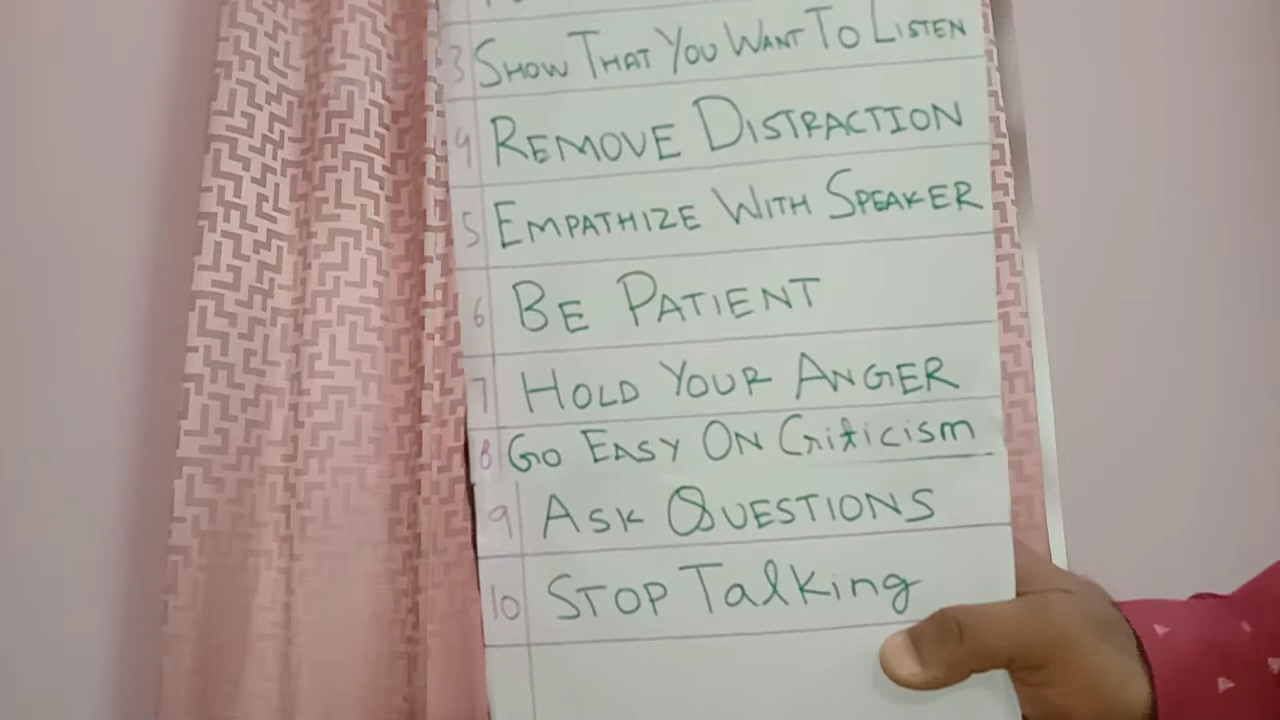 3 Show That You Want To Listen
4 Remove Distraction
5 Empathize With Speaker
6 Be Patient
7 Hold Your Anger
8 Go Easy On Criticism
9 Ask Questions
10 Stop Talking